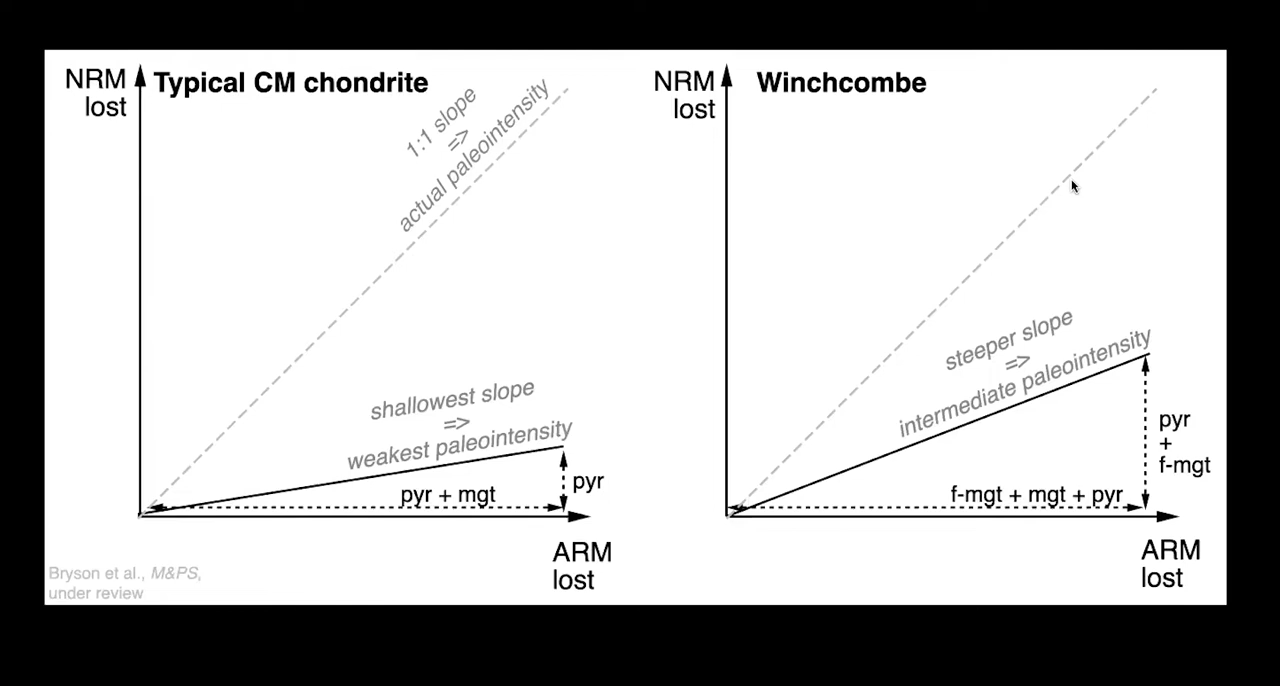 NRM
lost
Typical CM chondrite
1:1 slope
=>
actual paleointensity
shallowest slope
=>
weakest paleointensity
pyr + mgt
pyr
ARM
lost
Bryson et al., M&PS,
under review
NRM
lost
Winchcombe
steeper slope
=>
intermediate paleointensity
pyr
+
f-mgt
f-mgt + mgt + pyr
ARM
lost